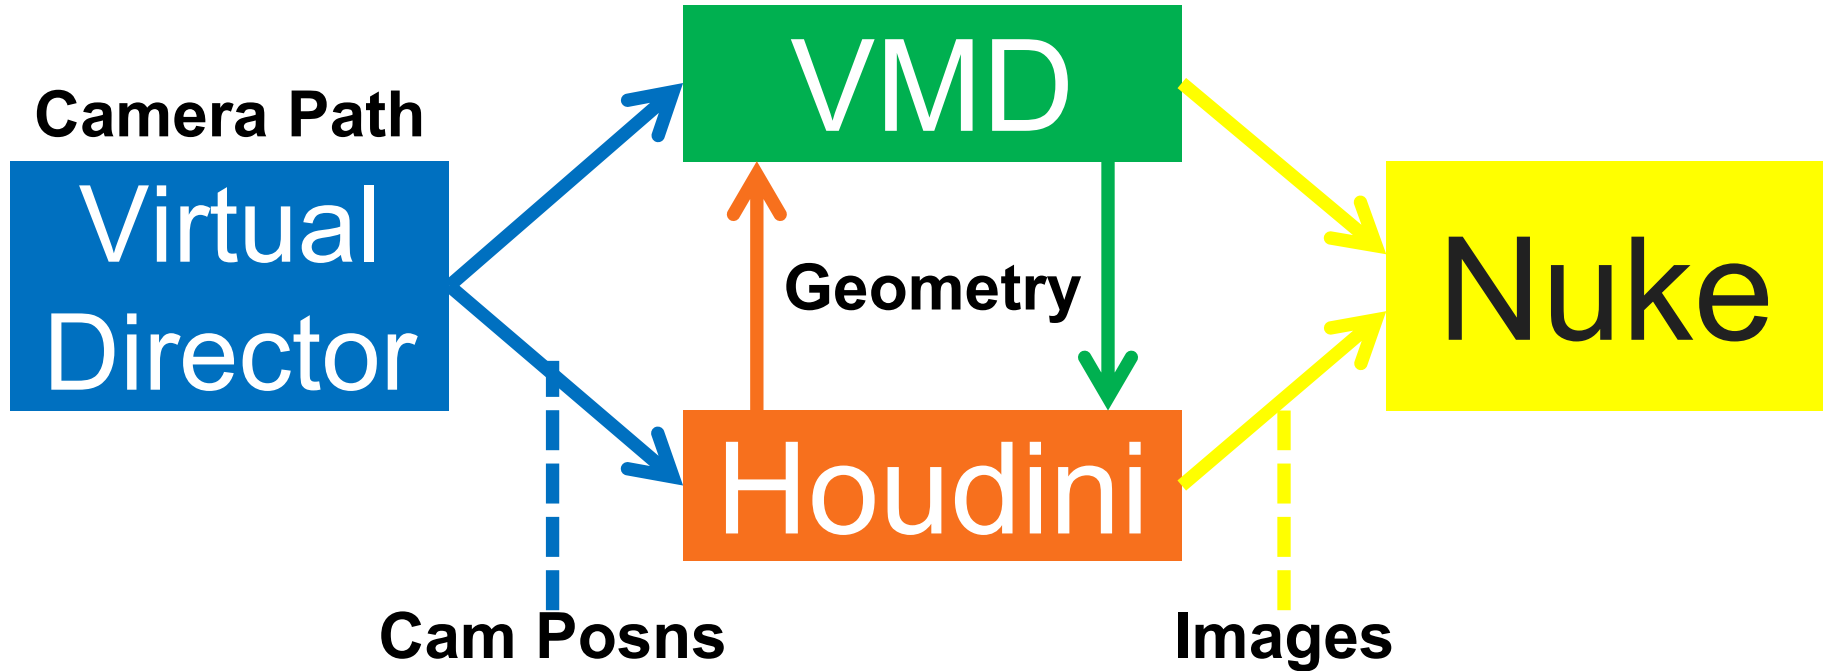 VMD
Camera Path
Virtual
Director
Geometry
Nuke
Houdini
Cam Posns
Images